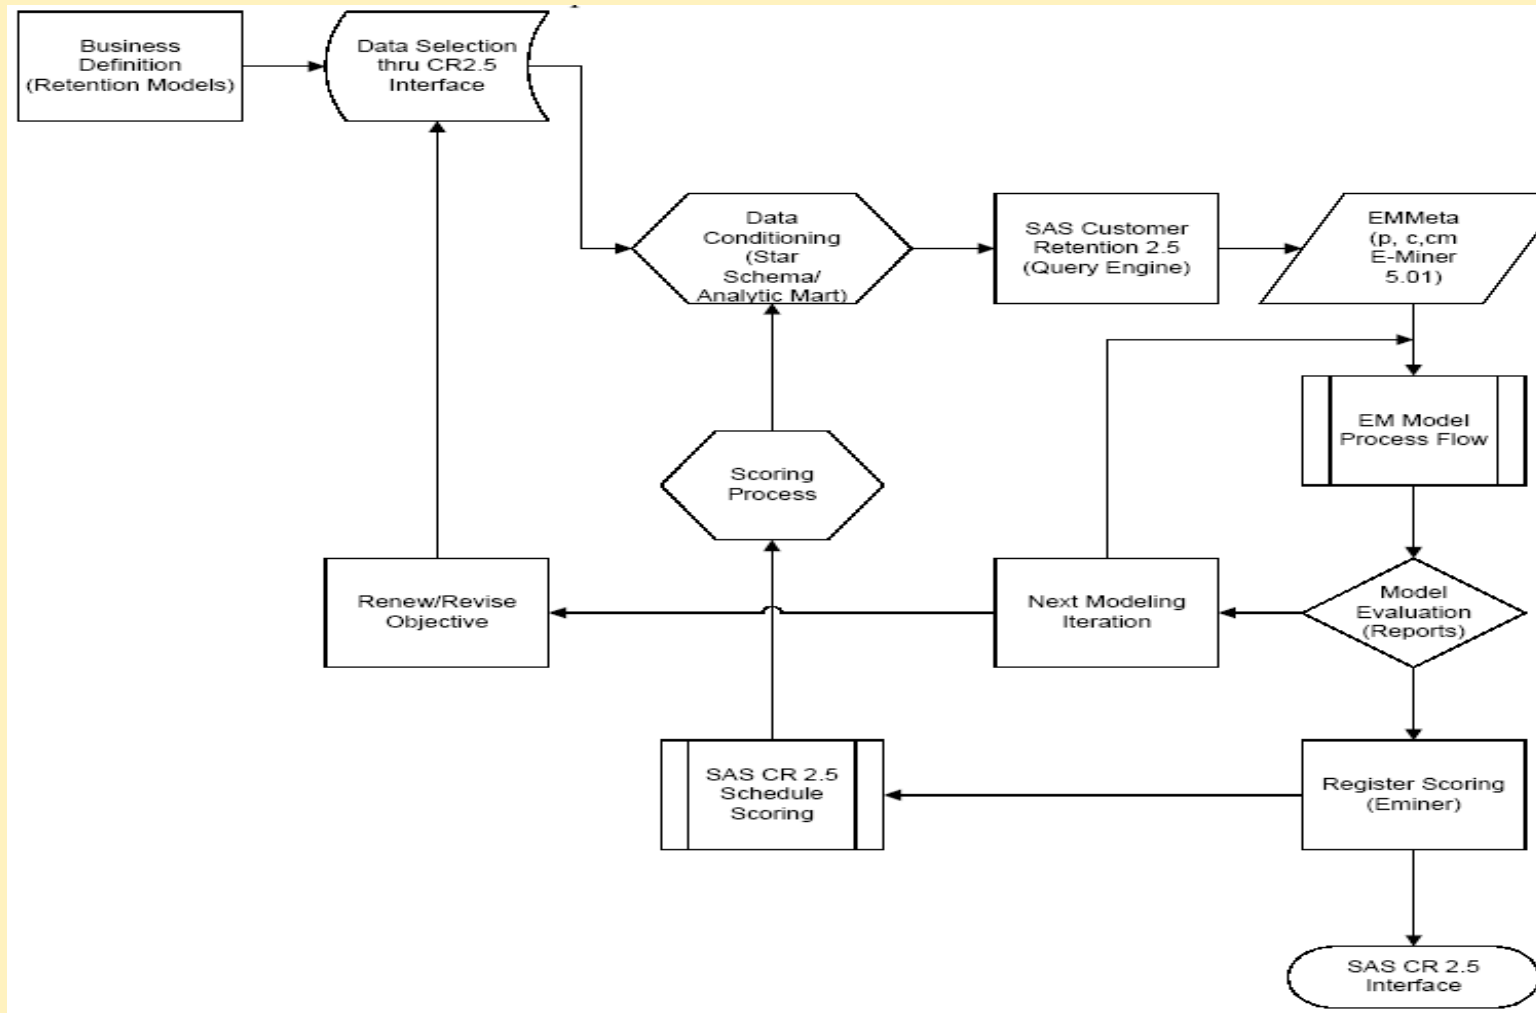 Business
Definition
(Retention Models)
Data Selection
thru CR2.5
Interface
Data
Conditioning
(Star
Schema/
Analytic Mart)
SAS Customer
Retention 2.5
(Query Engine)
EMMeta
(p, c,cm
E-Miner
5.01)
EM Model
Process Flow
Scoring
Process
Renew/Revise
Objective
Next Modeling
Iteration
Model
Evaluation
(Reports)
SAS CR 2.5
Schedule
Scoring
Register Scoring
(Eminer)
SAS CR 2.5
Interface